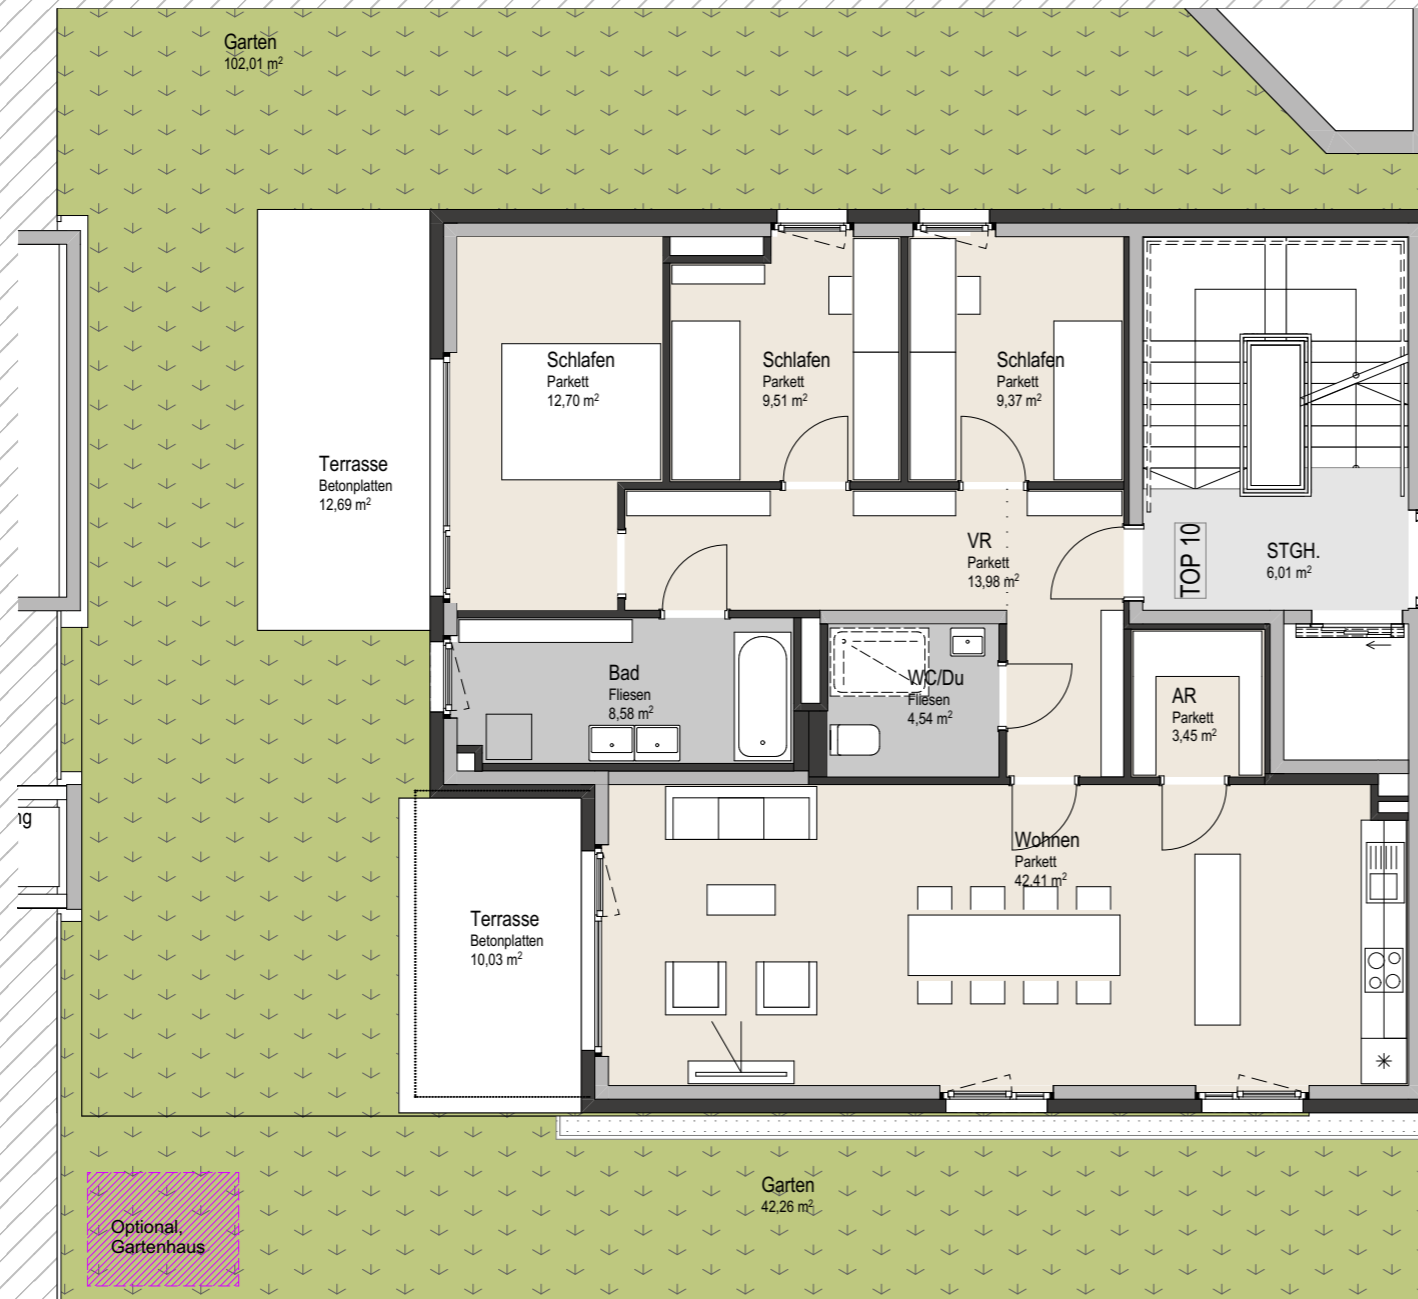 Garten
102,01 m²
Schlafen
Parkett
12,70 m²
Schlafen
Parkett
9,51 m²
Schlafen
Parkett
9,37 m²
Terrasse
Betonplatten
12,69 m²
VR
Parkett
13,98 m²
TOP 10
STGH.
6,01 m²
Bad
Fliesen
8,58 m²
WC/Du
Fliesen
4,54 m²
AR
Parkett
3,45 m²
ng
Wohnen
Parkett
42,41 m²
Terrasse
Betonplatten
10,03 m²
Garten
42,26 m²
Optional,
Gartenhaus